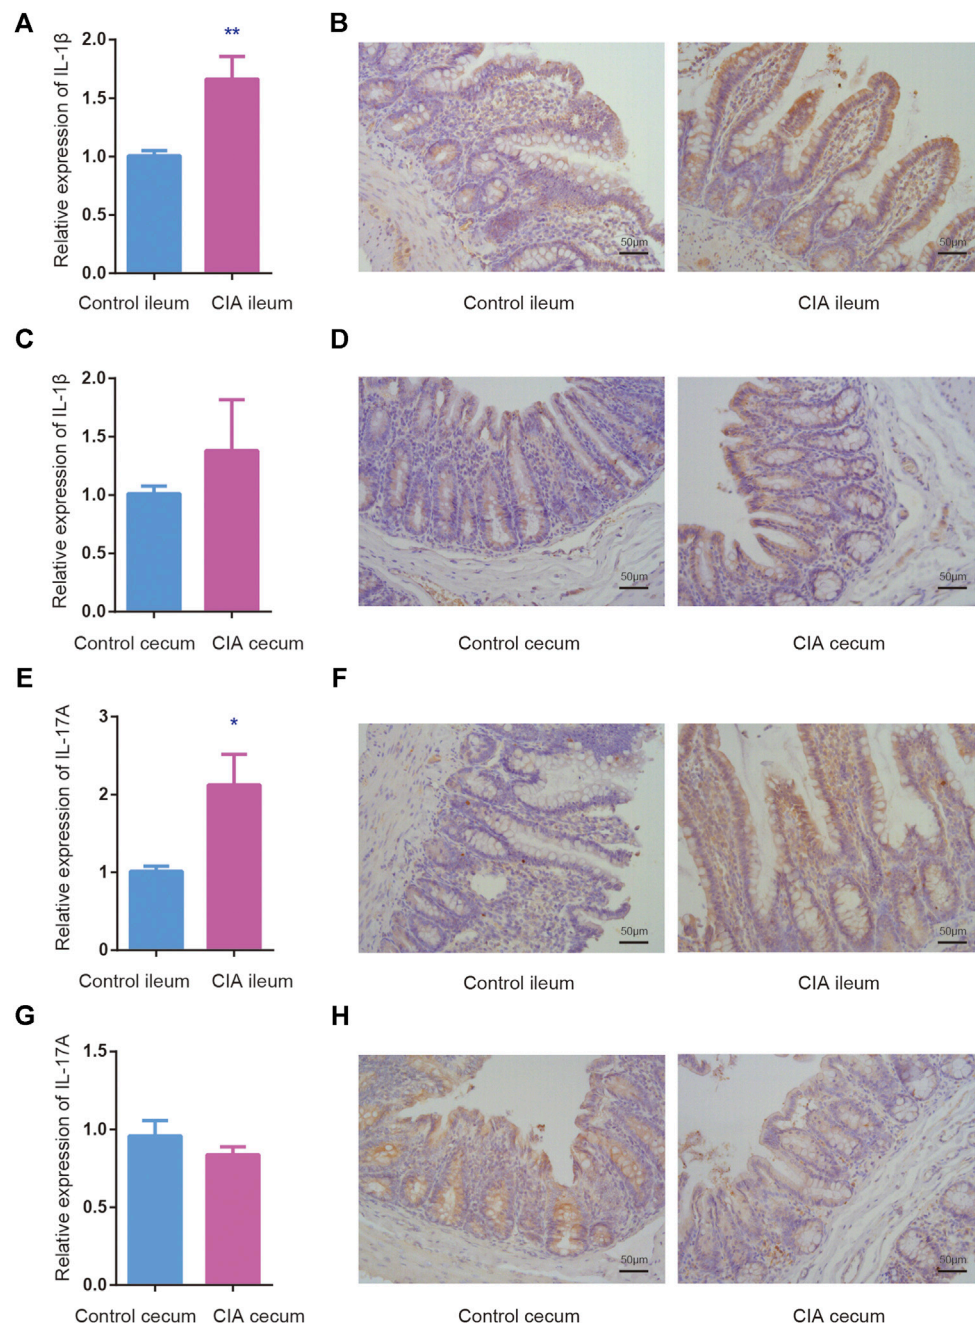 A
Relative expression of IL-1β
2.0
1.5
1.0
0.5
0.0
**
Control ileum
CIA ileum
B
50μm
50μm
Control ileum
CIA ileum
C
Relative expression of IL-1β
2.0
1.5
1.0
0.5
0.0
Control cecum
CIA cecum
D
50μm
50μm
Control cecum
CIA cecum
E
Relative expression of IL-17A
3
2
1
0
*
Control ileum
CIA ileum
F
50μm
50μm
Control ileum
CIA ileum
G
Relative expression of IL-17A
1.5
1.0
0.5
0.0
Control cecum
CIA cecum
H
50μm
50μm
Control cecum
CIA cecum